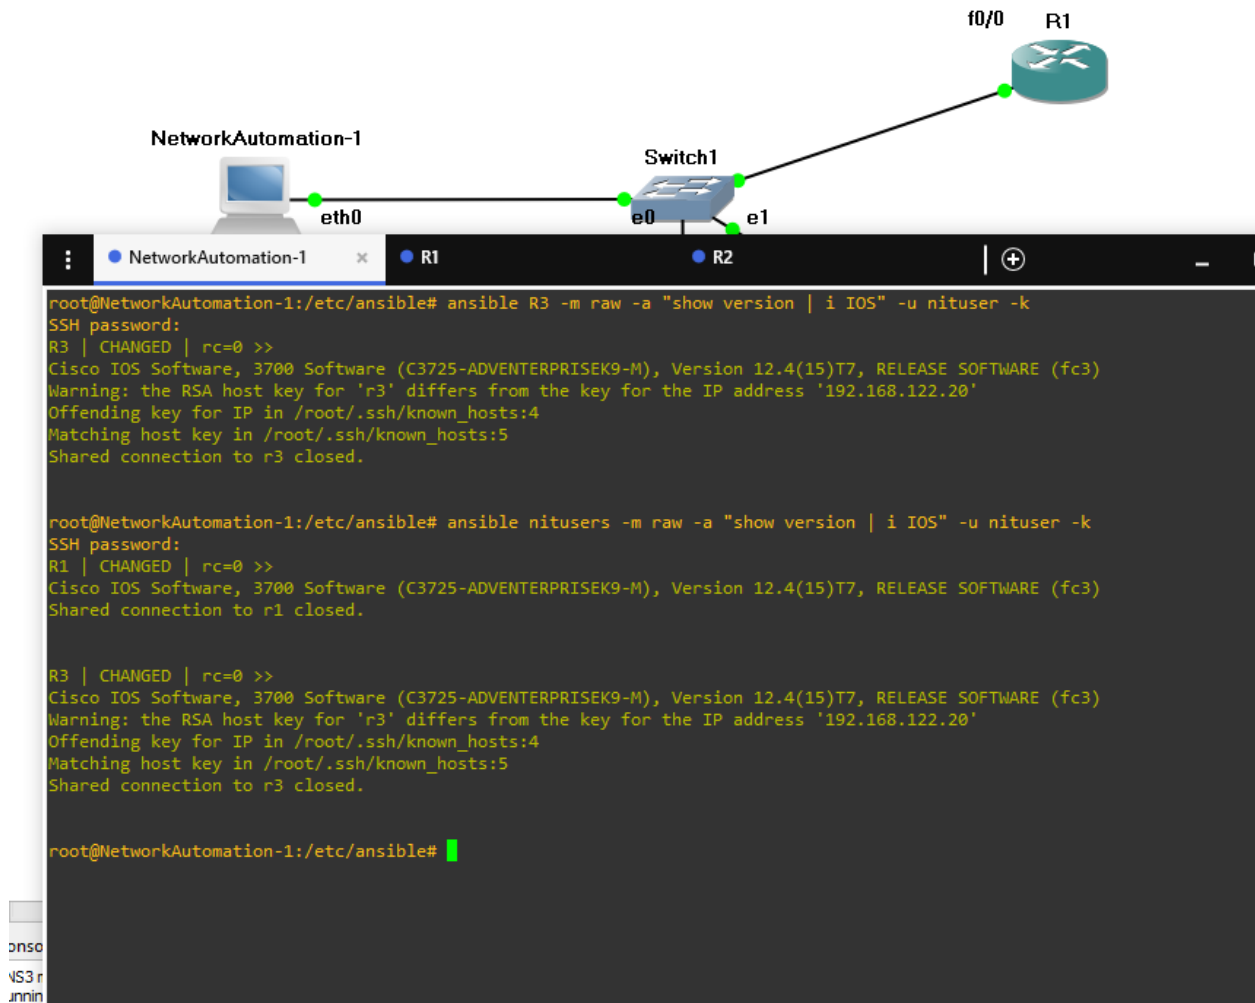 f0/0 R1
NetworkAutomation-1
Switch1
eth0
e0
e1
NetworkAutomation-1 × R1 R2
root@NetworkAutomation-1:/etc/ansible# ansible R3 -m raw -a "show version | i IOS" -u nituser -k
SSH password:
R3 | CHANGED | rc=0 >>
Cisco IOS Software, 3700 Software (C3725-ADVENTERPRISEK9-M), Version 12.4(15)T7, RELEASE SOFTWARE (fc3)
Warning: the RSA host key for 'r3' differs from the key for the IP address '192.168.122.20'
Offending key for IP in /root/.ssh/known_hosts:4
Matching host key in /root/.ssh/known_hosts:5
Shared connection to r3 closed.
root@NetworkAutomation-1:/etc/ansible# ansible nitusers -m raw -a "show version | i IOS" -u nituser -k
SSH password:
R1 | CHANGED | rc=0 >>
Cisco IOS Software, 3700 Software (C3725-ADVENTERPRISEK9-M), Version 12.4(15)T7, RELEASE SOFTWARE (fc3)
Shared connection to r1 closed.
R3 | CHANGED | rc=0 >>
Cisco IOS Software, 3700 Software (C3725-ADVENTERPRISEK9-M), Version 12.4(15)T7, RELEASE SOFTWARE (fc3)
Warning: the RSA host key for 'r3' differs from the key for the IP address '192.168.122.20'
Offending key for IP in /root/.ssh/known_hosts:4
Matching host key in /root/.ssh/known_hosts:5
Shared connection to r3 closed.
root@NetworkAutomation-1:/etc/ansible#